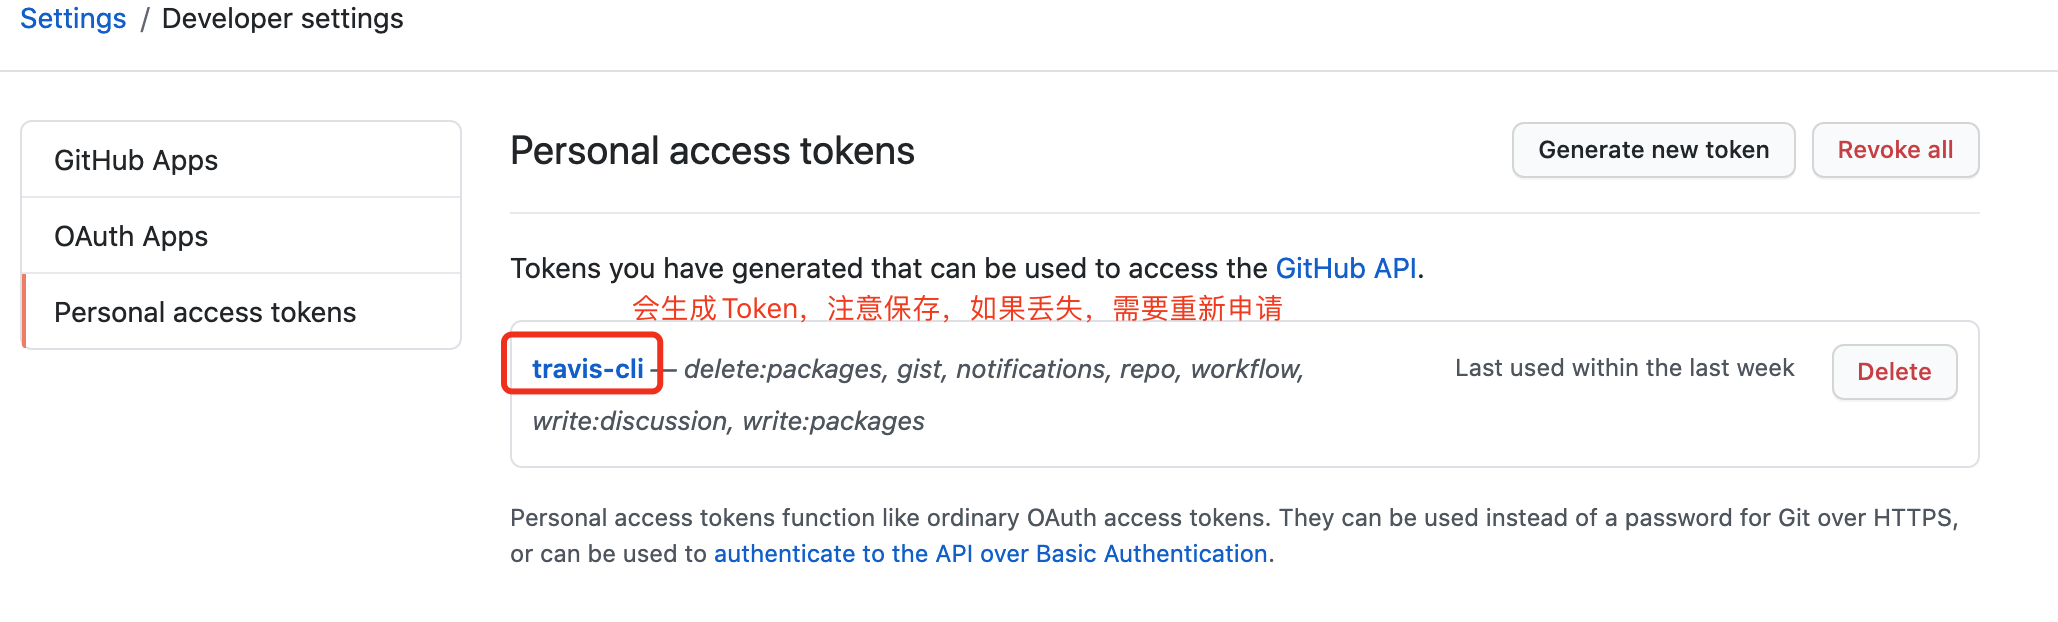 Settings / Developer settings
GitHub Apps
OAuth Apps
Personal access tokens
Personal access tokens
Generate new token
Revoke all
Tokens you have generated that can be used to access the GitHub API.
会生成Token，注意保存，如果丢失，需要重新申请
travis-cli — delete:packages, gist, notifications, repo, workflow,
write:discussion, write:packages
Last used within the last week
Delete
Personal access tokens function like ordinary OAuth access tokens. They can be used instead of a password for Git over HTTPS,
or can be used to authenticate to the API over Basic Authentication.